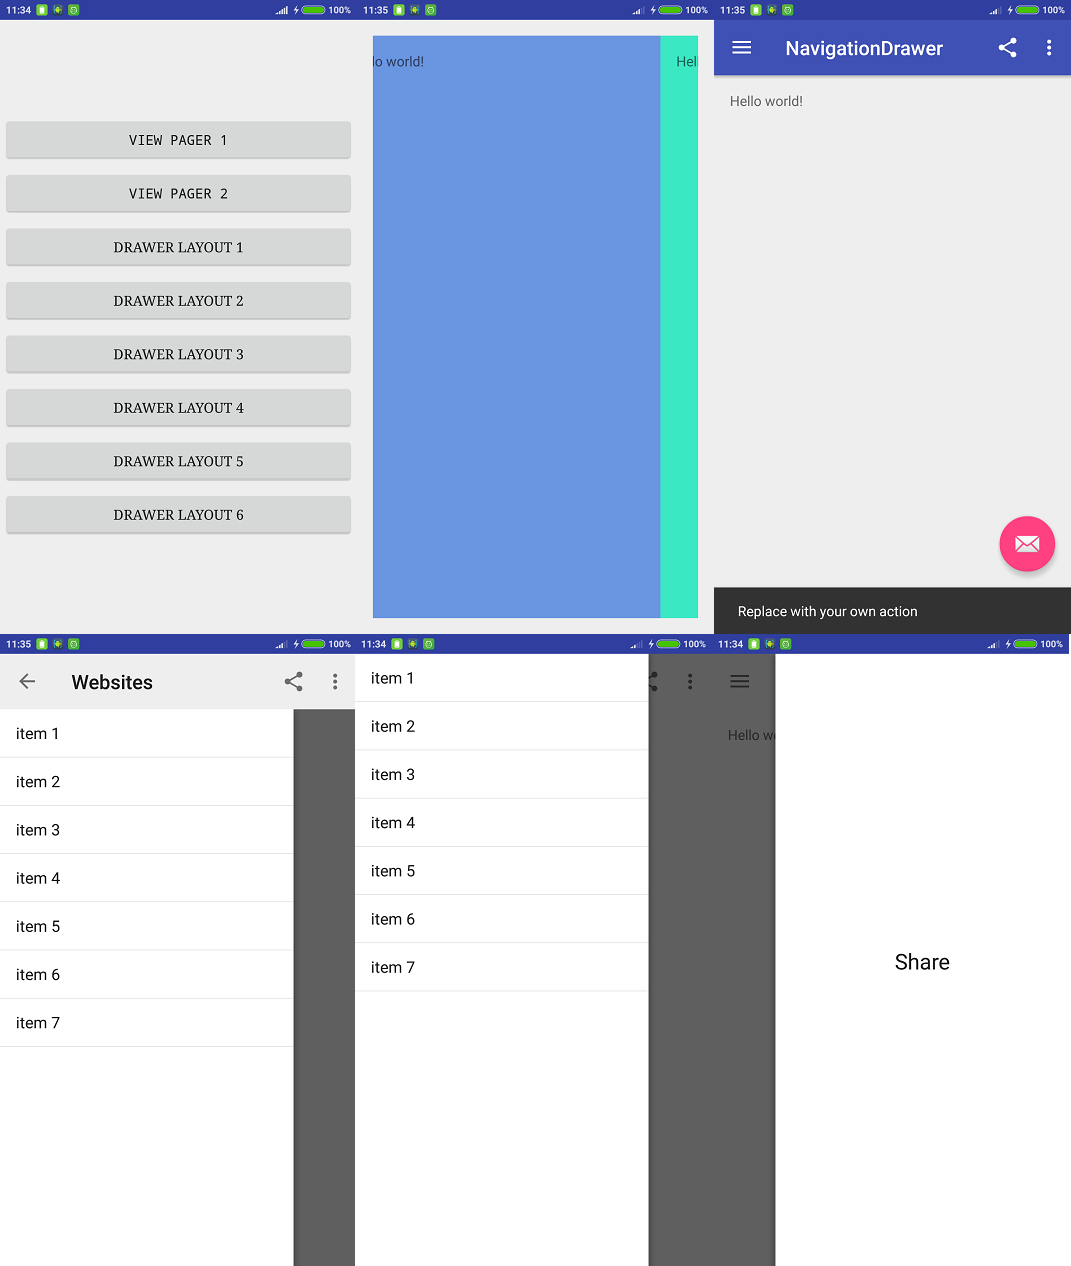 11:34 100%
VIEW PAGER 1
VIEW PAGER 2
DRAWER LAYOUT 1
DRAWER LAYOUT 2
DRAWER LAYOUT 3
DRAWER LAYOUT 4
DRAWER LAYOUT 5
DRAWER LAYOUT 6
11:35 100%
lo world!
Hel
11:35 100%
NavigationDrawer
Hello world!
Replace with your own action
11:35 100%
Websites
item 1
item 2
item 3
item 4
item 5
item 6
item 7
11:34 100%
item 1
item 2
item 3
item 4
item 5
item 6
item 7
11:34 100%
Hello w
Share